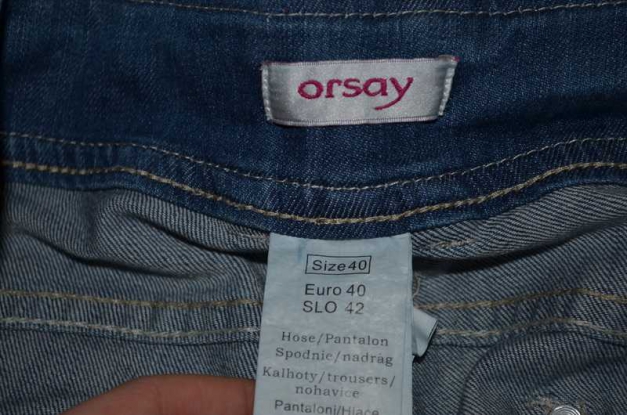 orsay
Size 40
Euro 40
SLO 42
Hose/Pantalon
Spodnie/nadrag
Kalhoty/trousers/
nohavice
Pantaloni/Hlace